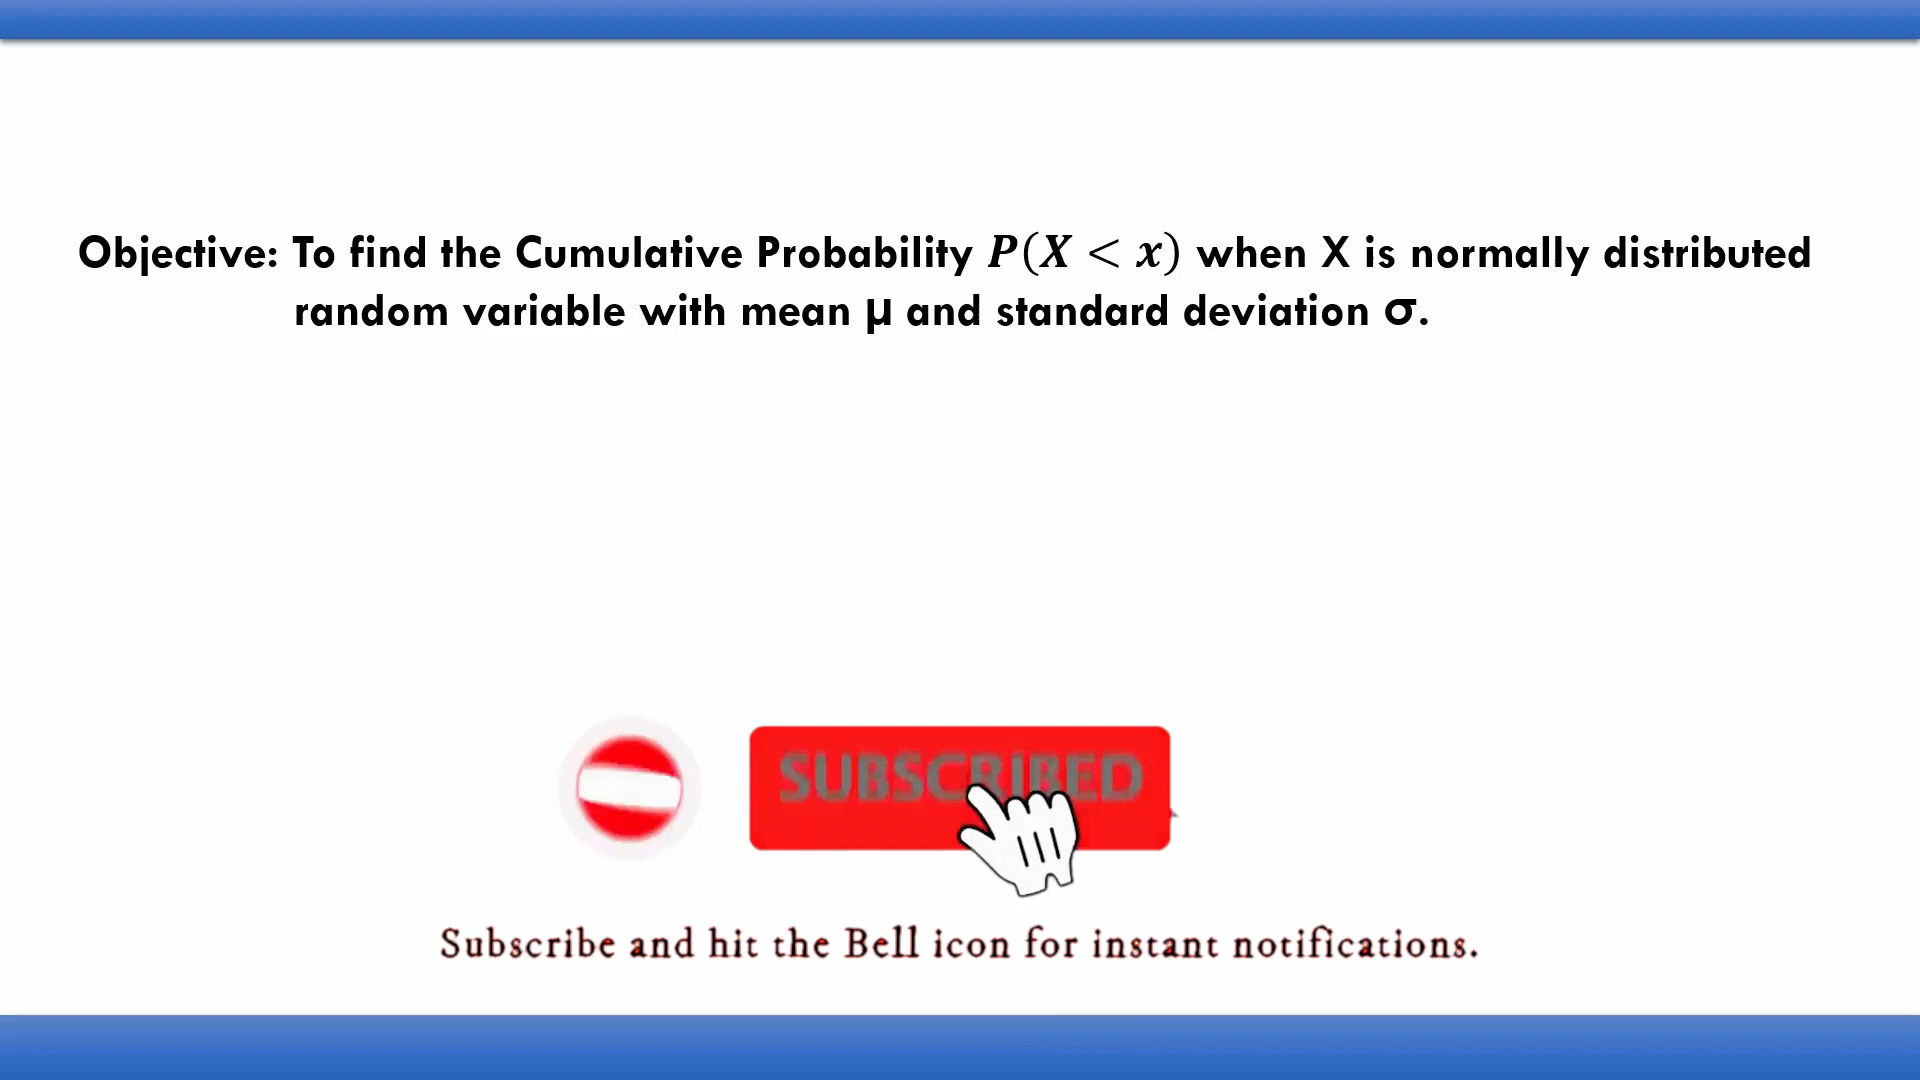 Objective: To find the Cumulative Probability P(X < x) when X is normally distributed
random variable with mean μ and standard deviation σ.
SUBSCRIBED
Subscribe and hit the Bell icon for instant notifications.